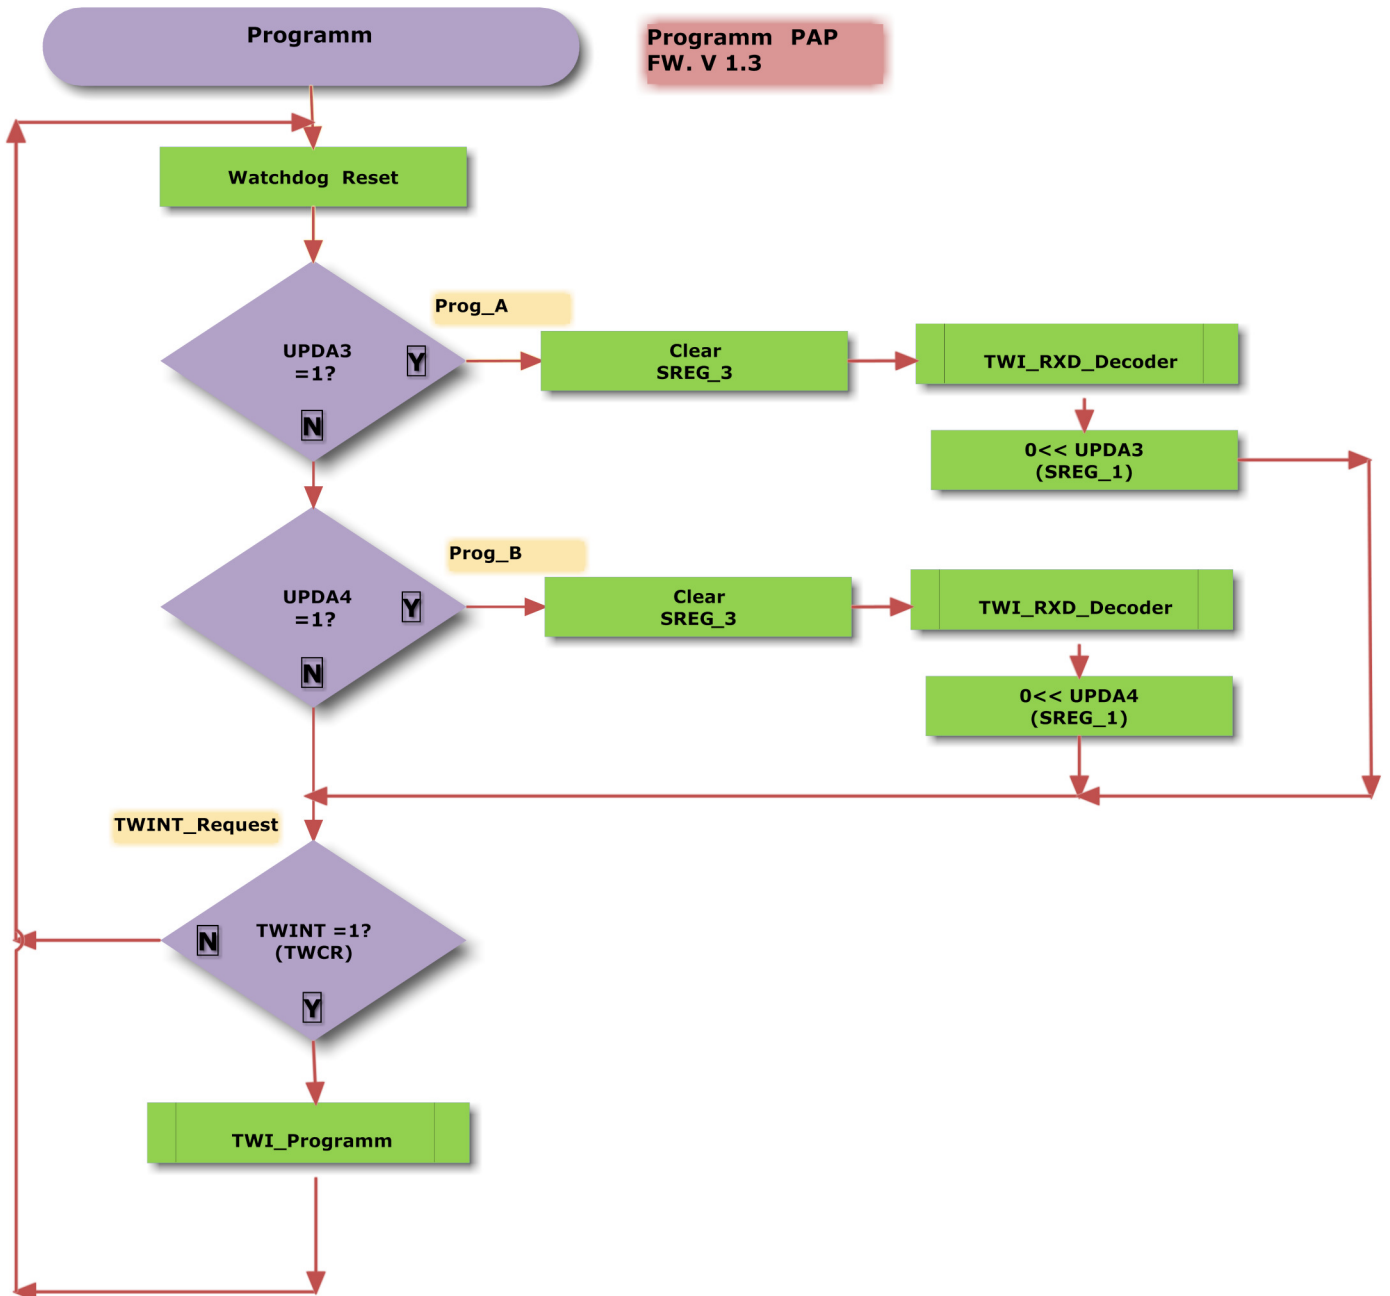 Programm
Programm PAP
FW. V 1.3
Watchdog Reset
Prog_A
UPDA3
=1?
Y
N
Clear
SREG_3
TWI_RXD_Decoder
0<< UPDA3
(SREG_1)
Prog_B
UPDA4
=1?
Y
N
Clear
SREG_3
TWI_RXD_Decoder
0<< UPDA4
(SREG_1)
TWINT_Request
TWINT =1?
(TWCR)
N
Y
TWI_Programm